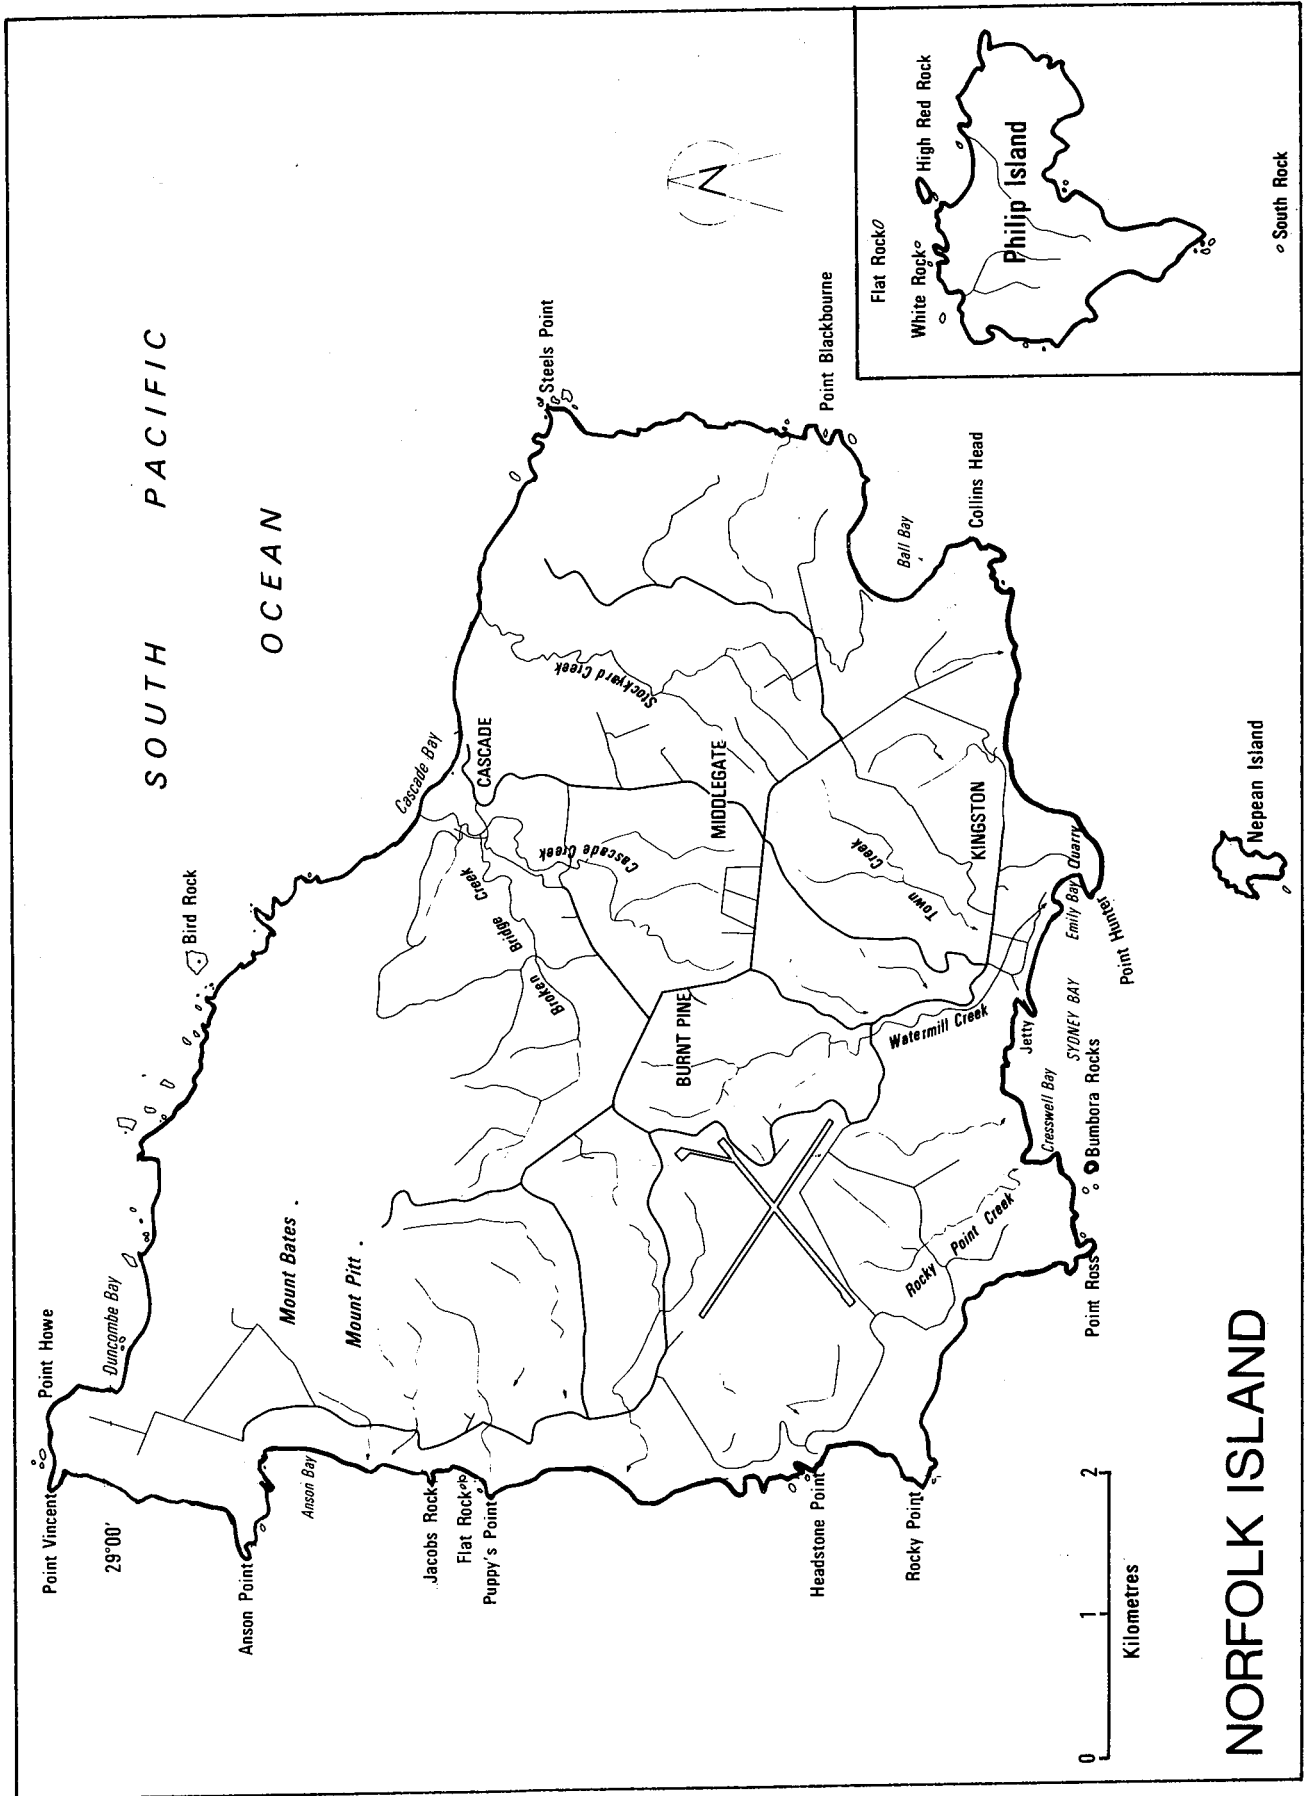 Point Vincent
Point Howe
29°00'
Duncombe Bay
Anson Point
Anson Bay
Mount Bates
Mount Pitt
Bird Rock
SOUTH PACIFIC
OCEAN
Jacobs Rock
Flat Rock
Puppy's Point
Cascade Bay
CASCADE
Broken Bridge Creek
Cascade Creek
Stockyard Creek
Steels Point
N
BURNT PINE
MIDDLEGATE
Point Blackbourne
Headstone Point
Rocky Point
Rocky Point Creek
Watermill Creek
Town Creek
KINGSTON
Ball Bay
Collins Head
Jetty
Cresswell Bay
SYDNEY BAY
Emily Bay
Quarry
Point Ross
Bumbora Rocks
Point Hunter
Nepean Island
Flat Rock
White Rock
High Red Rock
Philip Island
South Rock
0 1 2
Kilometres
NORFOLK ISLAND